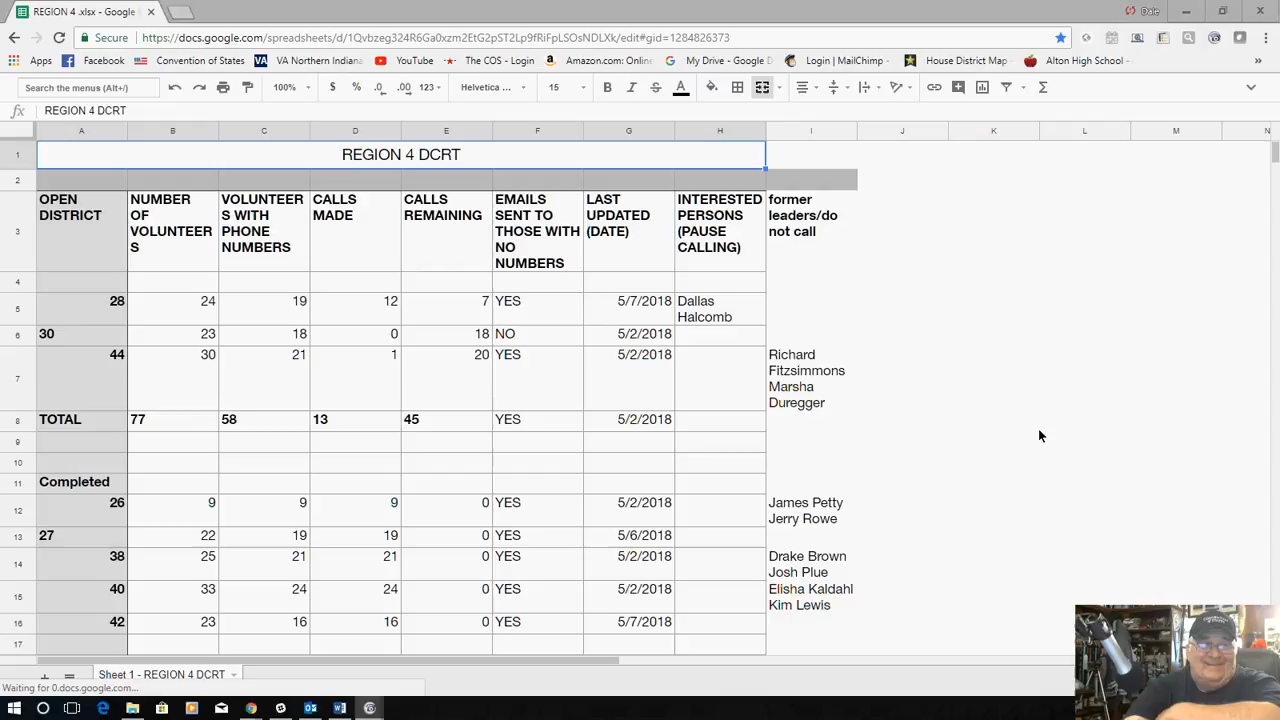 REGION 4 .xlsx - Google
Dale
Secure
https://docs.google.com/spreadsheets/d/1Qvbzeg324R6Ga0xzm2EtG2pST2Lp9fRiFpLSOsNDLXk/edit#gid=1284826373
Apps Facebook Convention of States VA Northern Indiana YouTube The COS - Login Amazon.com: Onlin My Drive - Google D Login | MailChimp House District Map Alton High School
Search the menus (Alt+/) 100% $ % .0 .00 123 Helvetica ... 15 B I S A
fx REGION 4 DCRT
A B C D E F G H I J K L M N
1 REGION 4 DCRT
2
3 OPEN DISTRICT
NUMBER OF VOLUNTEERS
VOLUNTEERS WITH PHONE NUMBERS
CALLS MADE
CALLS REMAINING
EMAILS SENT TO THOSE WITH NO NUMBERS
LAST UPDATED (DATE)
INTERESTED PERSONS (PAUSE CALLING)
former leaders/do not call
4
5 28 24 19 12 7 YES 5/7/2018 Dallas Halcomb
6 30 23 18 0 18 NO 5/2/2018
7 44 30 21 1 20 YES 5/2/2018 Richard Fitzsimmons Marsha Duregger
8 TOTAL 77 58 13 45 YES 5/2/2018
9
10
11 Completed
12 26 9 9 9 0 YES 5/2/2018 James Petty Jerry Rowe
13 27 22 19 19 0 YES 5/6/2018
14 38 25 21 21 0 YES 5/2/2018 Drake Brown Josh Plue
15 40 33 24 24 0 YES 5/2/2018 Elisha Kaldahl Kim Lewis
16 42 23 16 16 0 YES 5/7/2018
17
Sheet 1 - REGION 4 DCRT
Waiting for 0.docs.google.com...